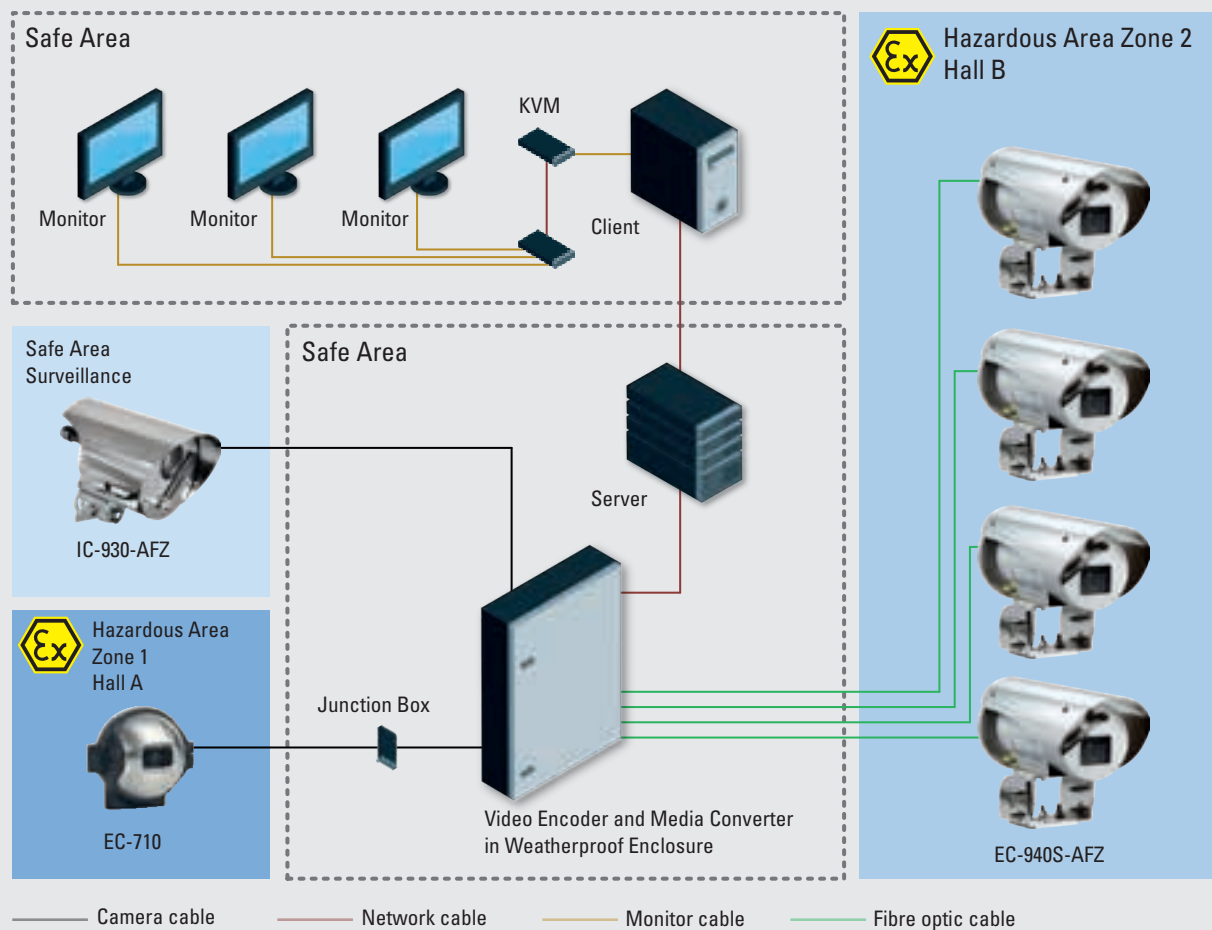 Safe Area
KVM
Monitor
Monitor
Monitor
Client
Ex
Hazardous Area Zone 2
Hall B
Safe Area
Surveillance
IC-930-AFZ
Safe Area
Server
Ex
Hazardous Area
Zone 1
Hall A
EC-710
Junction Box
Video Encoder and Media Converter
in Weatherproof Enclosure
EC-940S-AFZ
Camera cable
Network cable
Monitor cable
Fibre optic cable